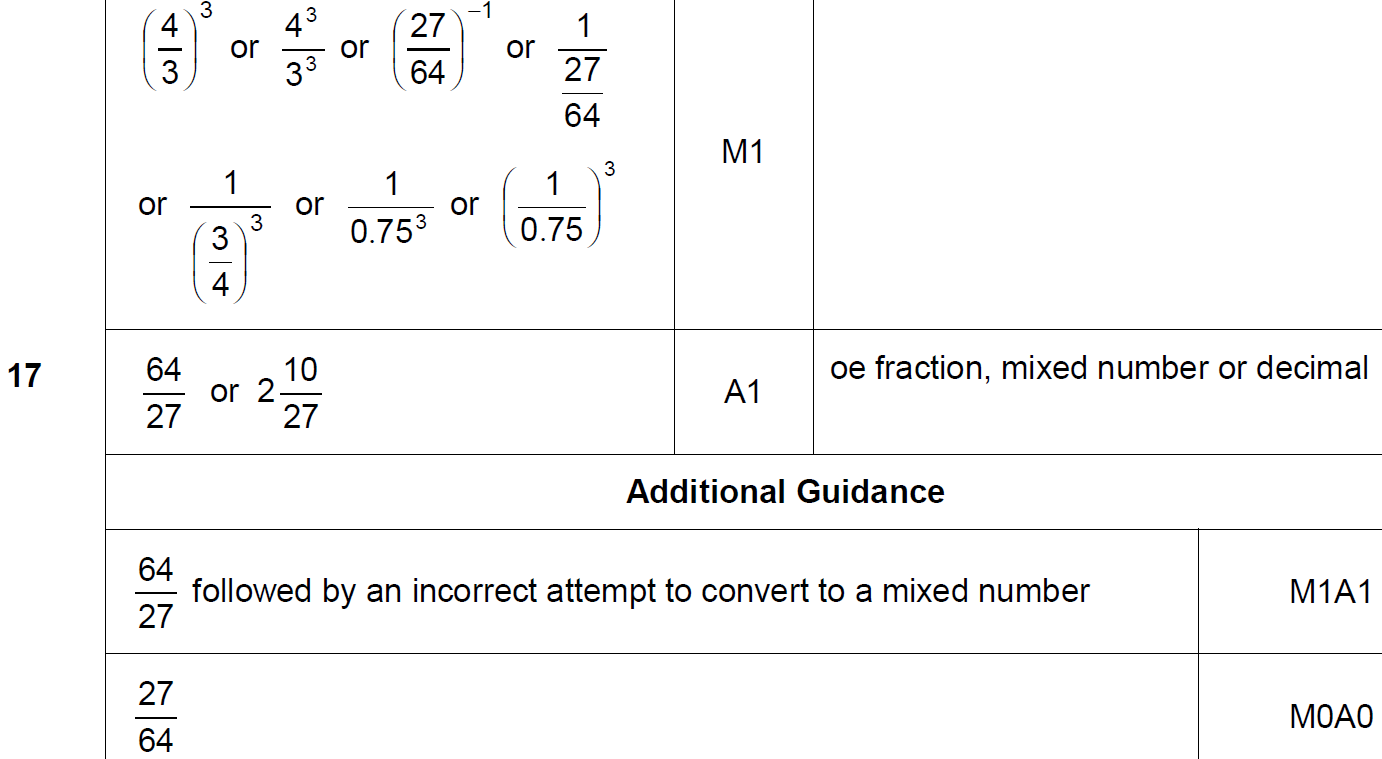 (4/3)³ or 4³/3³ or (27/64)⁻¹ or 1/(27/64)
or 1/(3/4)³ or 1/0.75³ or (1/0.75)³
M1
17
64/27 or 2 10/27
A1
oe fraction, mixed number or decimal
Additional Guidance
64/27 followed by an incorrect attempt to convert to a mixed number
M1A1
27/64
M0A0